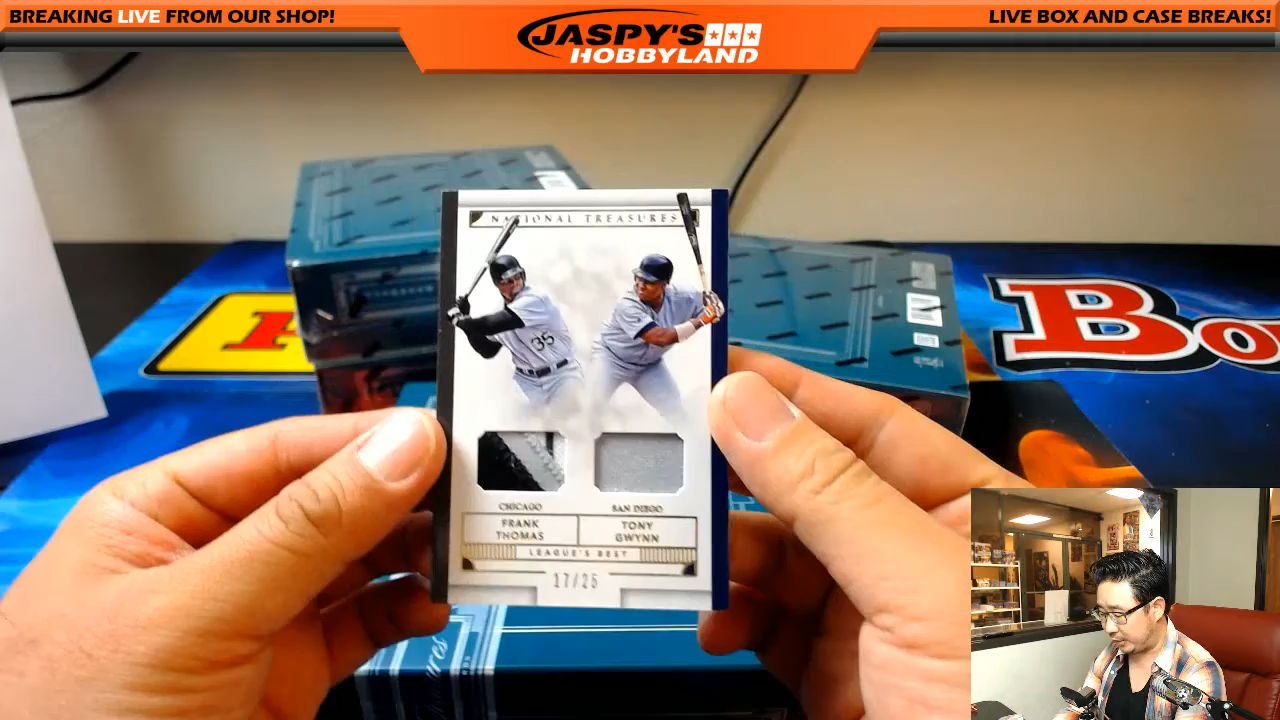 BREAKING LIVE FROM OUR SHOP!
JASPY'S
HOBBYLAND
LIVE BOX AND CASE BREAKS!
NATIONAL TREASURES
35
CHICAGO
SAN DIEGO
FRANK THOMAS
TONY GWYNN
LEAGUE'S BEST
17/25